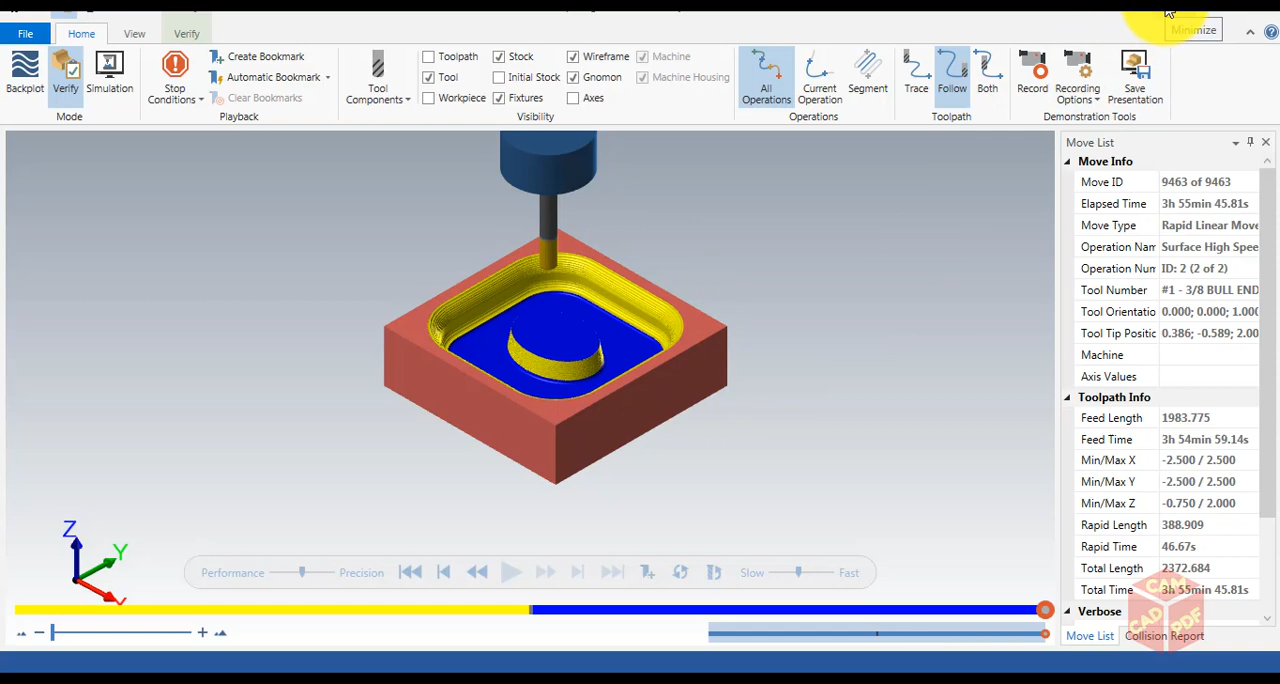 File Home View Verify Minimize
Backplot Verify Simulation
Mode
Stop Conditions
Create Bookmark
Automatic Bookmark
Clear Bookmarks
Playback
Tool Components
Toolpath Stock Wireframe Machine
Tool Initial Stock Gnomon Machine Housing
Workpiece Fixtures Axes
Visibility
All Operations Current Operation Segment
Operations
Trace Follow Both
Toolpath
Record Recording Options Save Presentation
Demonstration Tools
Move List
Move Info
Move ID 9463 of 9463
Elapsed Time 3h 55min 45.81s
Move Type Rapid Linear Move
Operation Nam Surface High Spee
Operation Num ID: 2 (2 of 2)
Tool Number #1 - 3/8 BULL END
Tool Orientatio 0.000; 0.000; 1.000
Tool Tip Positic 0.386; -0.589; 2.00
Machine
Axis Values
Toolpath Info
Feed Length 1983.775
Feed Time 3h 54min 59.14s
Min/Max X -2.500 / 2.500
Min/Max Y -2.500 / 2.500
Min/Max Z -0.750 / 2.000
Rapid Length 388.909
Rapid Time 46.67s
Total Length 2372.684
Total Time 3h 55min 45.81s
Verbose
Move List Collision Report
Z
Y
Performance Precision Slow Fast
CAM
CAD
PDF